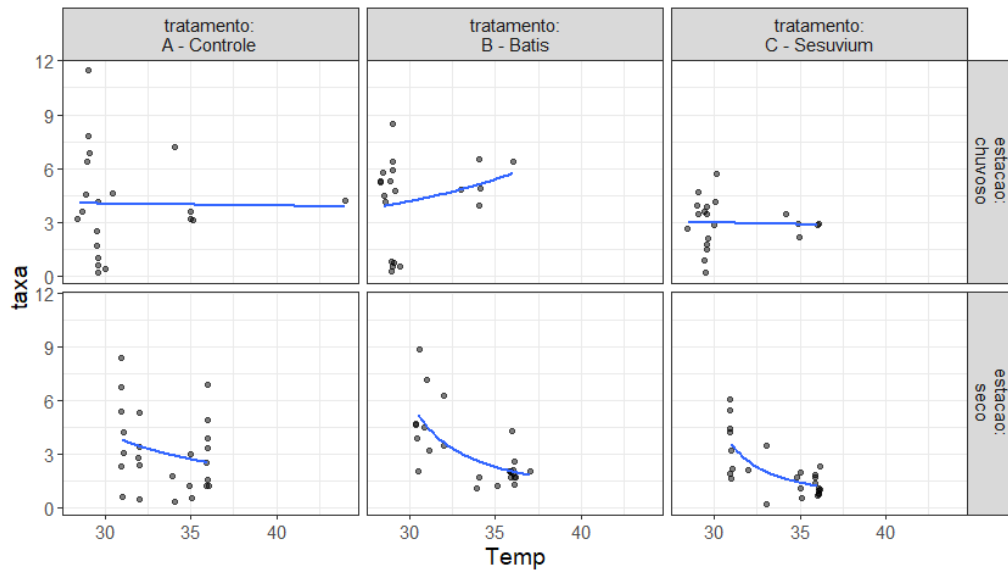 tratamento:
A - Controle
tratamento:
B - Batis
tratamento:
C - Sesuvium
12
9
6
3
0
estacao:
chuvoso
taxa
12
9
6
3
0
estacao:
seco
30
35
40
30
35
40
30
35
40
Temp